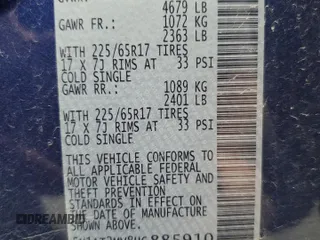 4679 LB
GAWR FR.: 1072 KG
2363 LB
WITH 225/65R17 TIRES
17 X 7J RIMS AT 33 PSI
COLD SINGLE
GAWR RR.: 1089 KG
2401 LB
WITH 225/65R17 TIRES
17 X 7J RIMS AT 33 PSI
COLD SINGLE
THIS VEHICLE CONFORMS TO
ALL APPLICABLE FEDERAL
MOTOR VEHICLE SAFETY AND THEFT
STANDARDS IN EFFECT ON
DATE OF MANUFACTURE
SHOWN ABOVE.
885910
DREAMBID